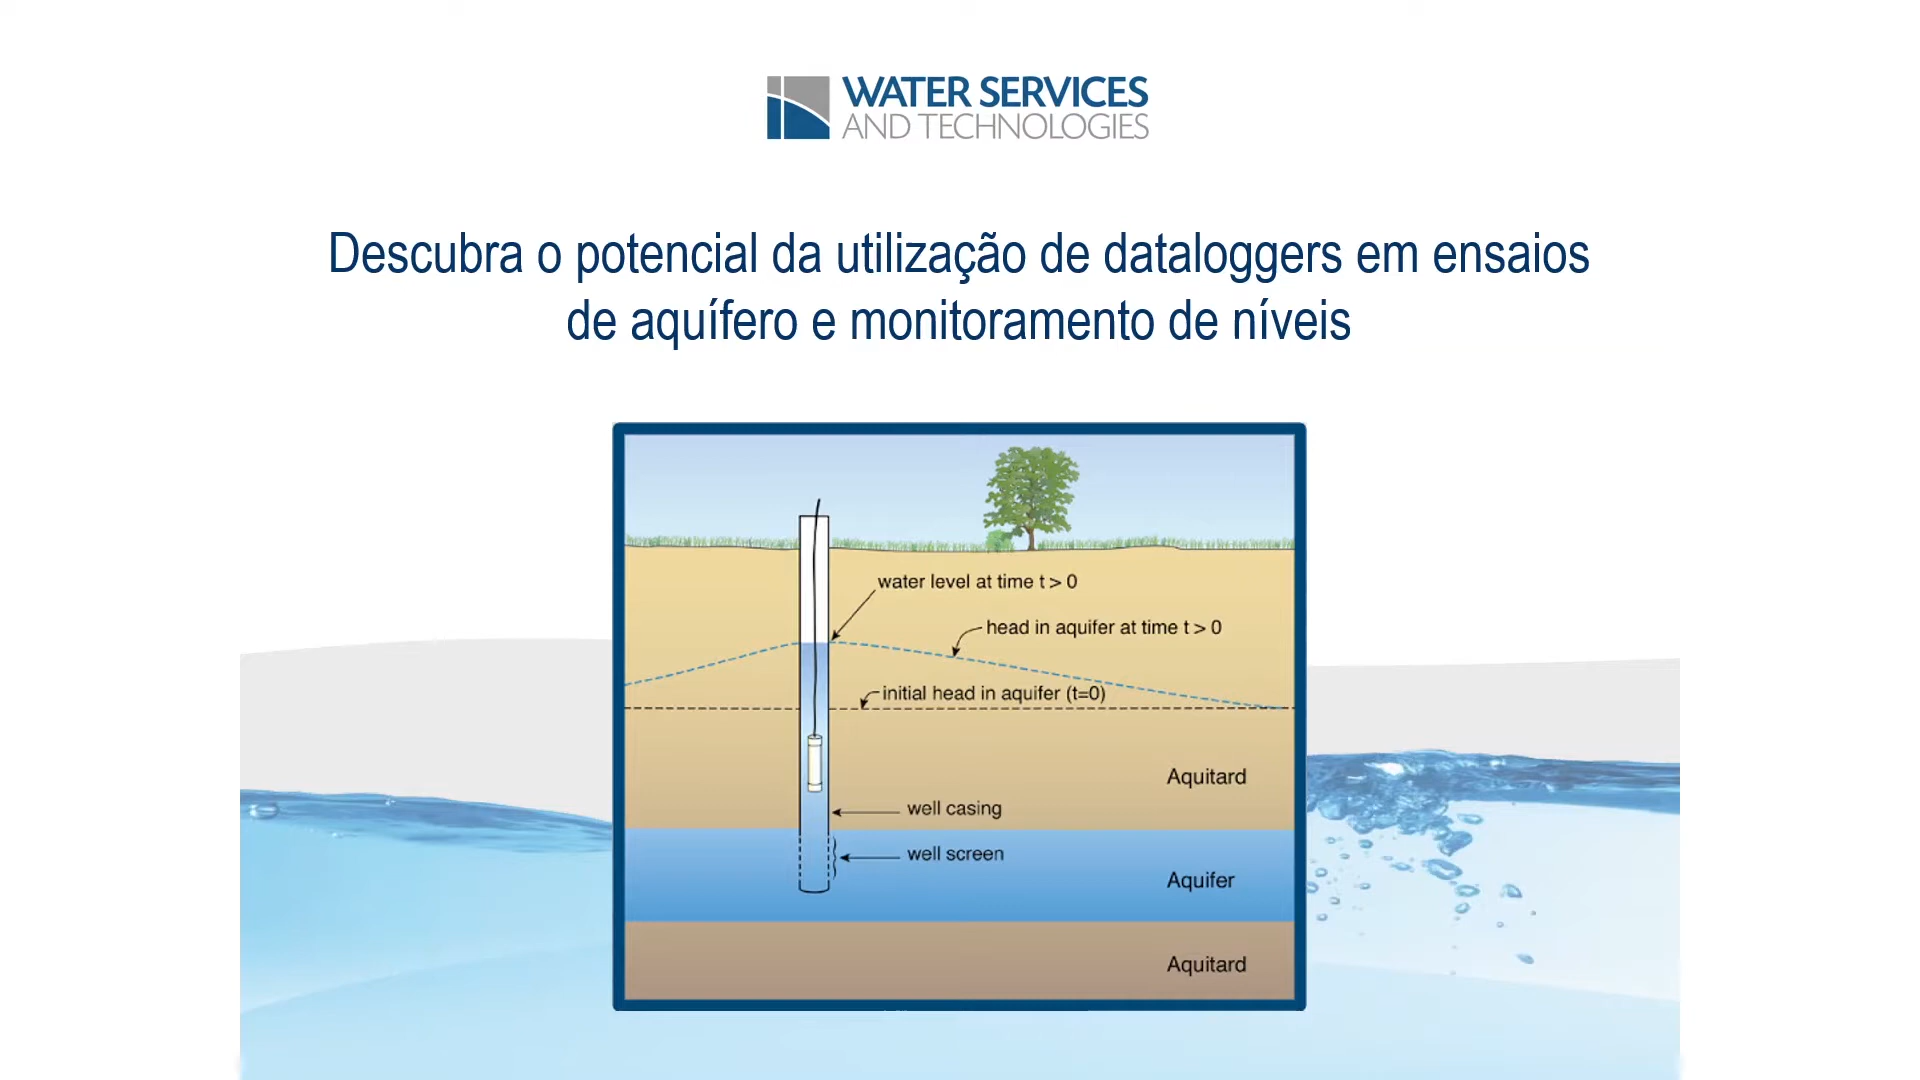 WATER SERVICES
AND TECHNOLOGIES
Descubra o potencial da utilização de dataloggers em ensaios
de aquífero e monitoramento de níveis
water level at time t > 0
head in aquifer at time t > 0
initial head in aquifer (t=0)
Aquitard
well casing
well screen
Aquifer
Aquitard